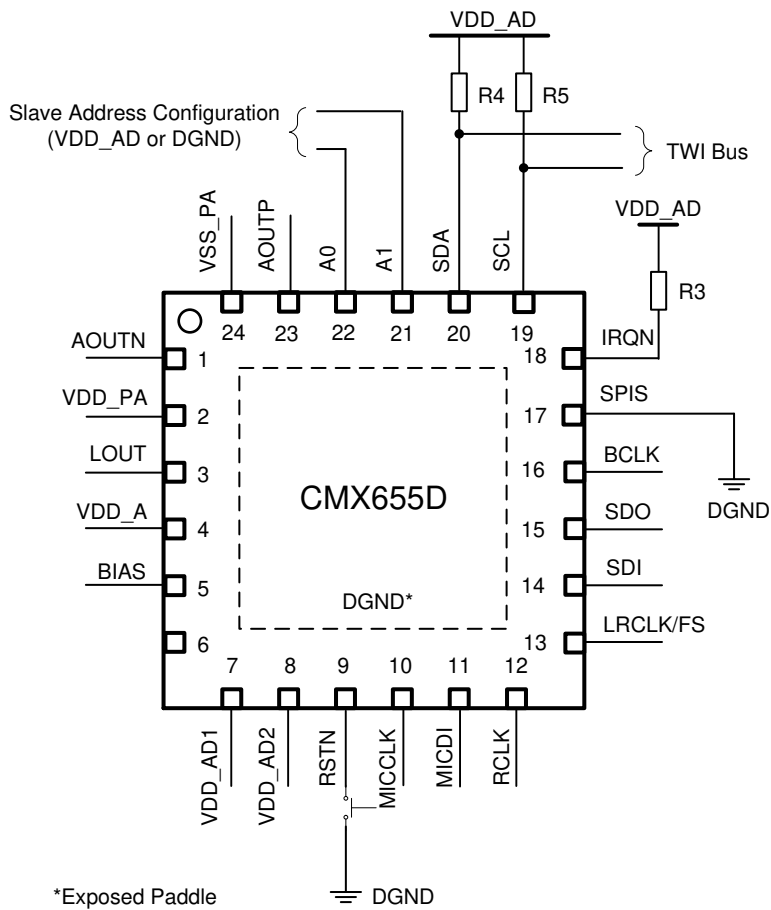 VDD_AD
R4
R5
Slave Address Configuration
(VDD_AD or DGND)
TWI Bus
VSS_PA
AOUTP
A0
A1
SDA
SCL
VDD_AD
R3
24
23
22
21
20
19
AOUTN
1
18
IRQN
VDD_PA
2
17
SPIS
LOUT
3
16
BCLK
DGND
CMX655D
VDD_A
4
15
SDO
BIAS
5
14
SDI
DGND*
6
13
LRCLK/FS
7
8
9
10
11
12
VDD_AD1
VDD_AD2
RSTN
MICCLK
MICDI
RCLK
*Exposed Paddle
DGND